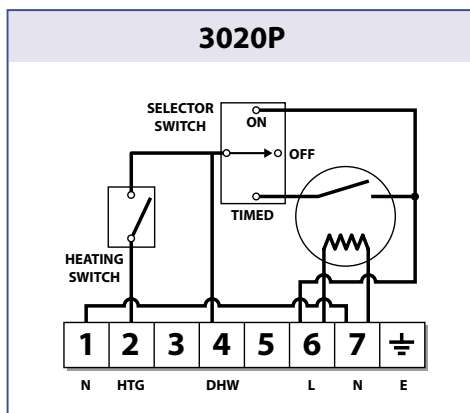 3020P
SELECTOR
SWITCH
ON
OFF
TIMED
HEATING
SWITCH
1 2 3 4 5 6 7
N HTG DHW L N E